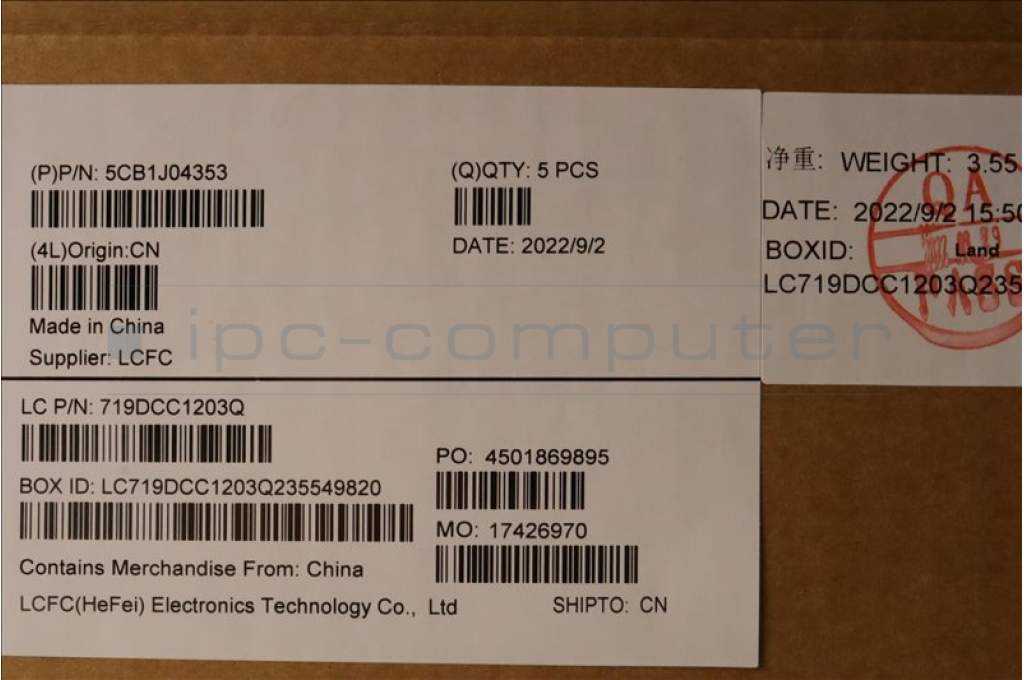 (P)P/N: 5CB1J04353
(Q)QTY: 5 PCS
(4L)Origin:CN
DATE: 2022/9/2
Made in China
Supplier: LCFC
净重: WEIGHT: 3.55
DATE: 2022/9/2 15:50
BOXID: Land
LC719DCC1203Q2355
QA
PASS
ipc-computer
LC P/N: 719DCC1203Q
PO: 4501869895
BOX ID: LC719DCC1203Q235549820
MO: 17426970
Contains Merchandise From: China
LCFC(HeFei) Electronics Technology Co., Ltd
SHIPTO: CN